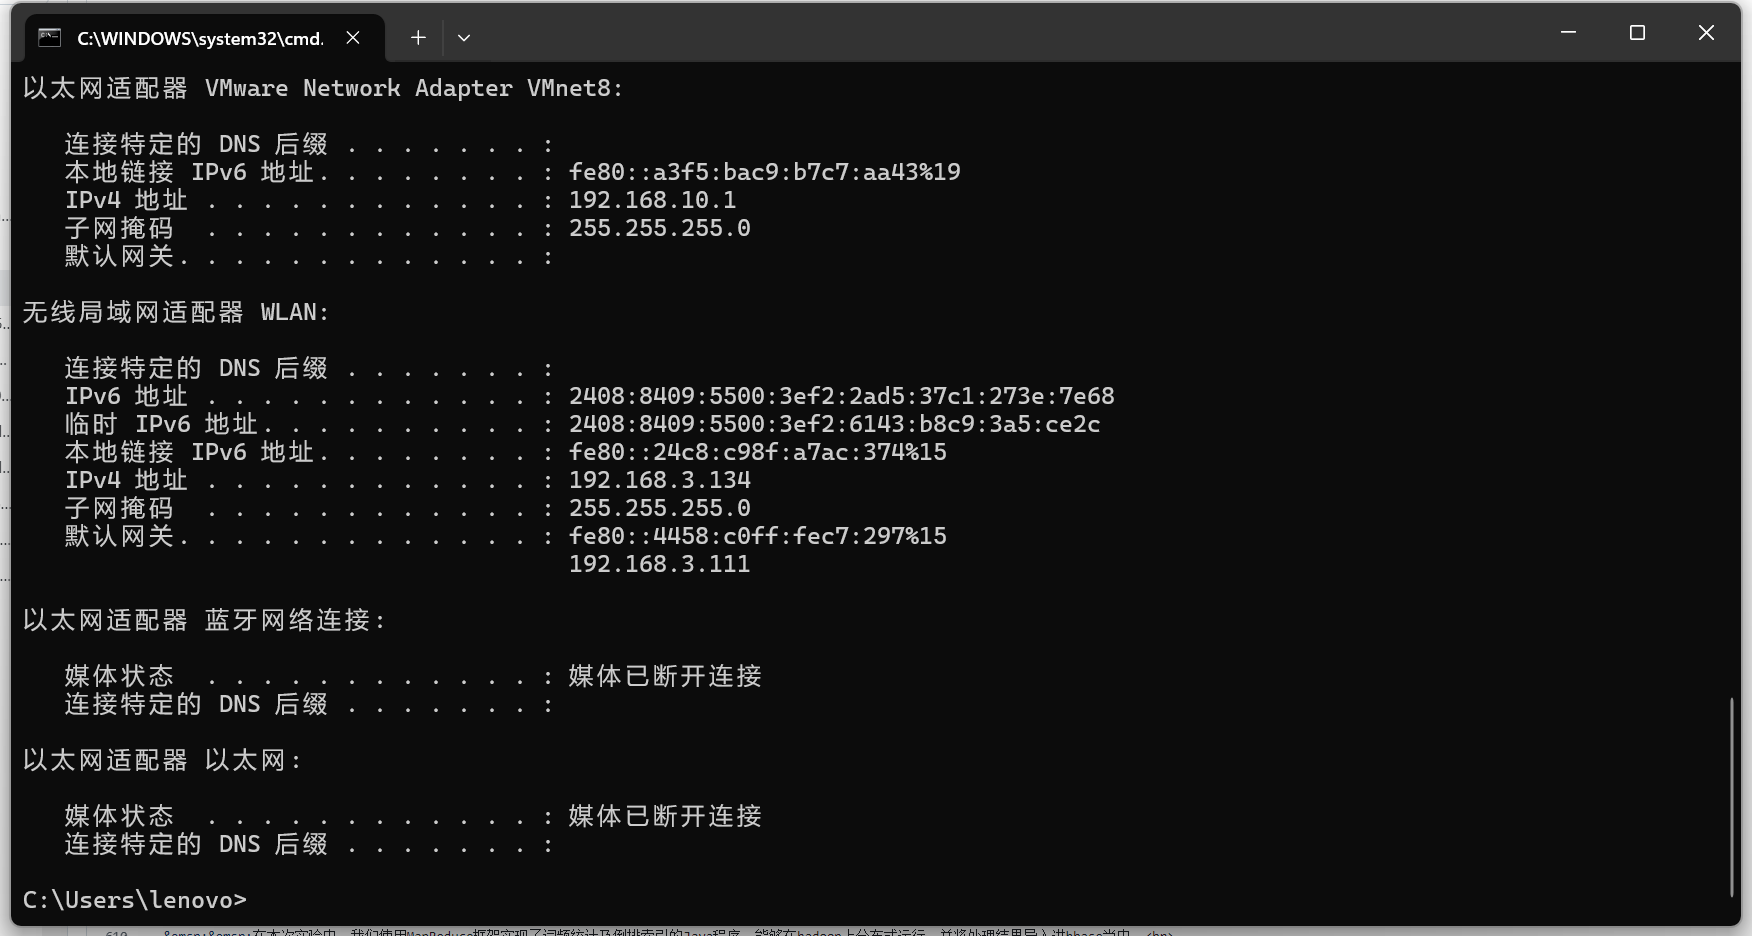 C:\WINDOWS\system32\cmd.
以太网适配器 VMware Network Adapter VMnet8:
连接特定的 DNS 后缀 . . . . . . . :
本地链接 IPv6 地址. . . . . . . . : fe80::a3f5:bac9:b7c7:aa43%19
IPv4 地址 . . . . . . . . . . . . : 192.168.10.1
子网掩码  . . . . . . . . . . . . : 255.255.255.0
默认网关. . . . . . . . . . . . . :
无线局域网适配器 WLAN:
连接特定的 DNS 后缀 . . . . . . . :
IPv6 地址 . . . . . . . . . . . . : 2408:8409:5500:3ef2:2ad5:37c1:273e:7e68
临时 IPv6 地址. . . . . . . . . . : 2408:8409:5500:3ef2:6143:b8c9:3a5:ce2c
本地链接 IPv6 地址. . . . . . . . : fe80::24c8:c98f:a7ac:374%15
IPv4 地址 . . . . . . . . . . . . : 192.168.3.134
子网掩码  . . . . . . . . . . . . : 255.255.255.0
默认网关. . . . . . . . . . . . . : fe80::4458:c0ff:fec7:297%15
192.168.3.111
以太网适配器 蓝牙网络连接:
媒体状态  . . . . . . . . . . . . : 媒体已断开连接
连接特定的 DNS 后缀 . . . . . . . :
以太网适配器 以太网:
媒体状态  . . . . . . . . . . . . : 媒体已断开连接
连接特定的 DNS 后缀 . . . . . . . :
C:\Users\lenovo>